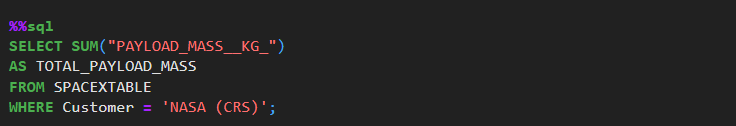 %%sql
SELECT SUM("PAYLOAD_MASS__KG_")
AS TOTAL_PAYLOAD_MASS
FROM SPACEXTABLE
WHERE Customer = 'NASA (CRS)';